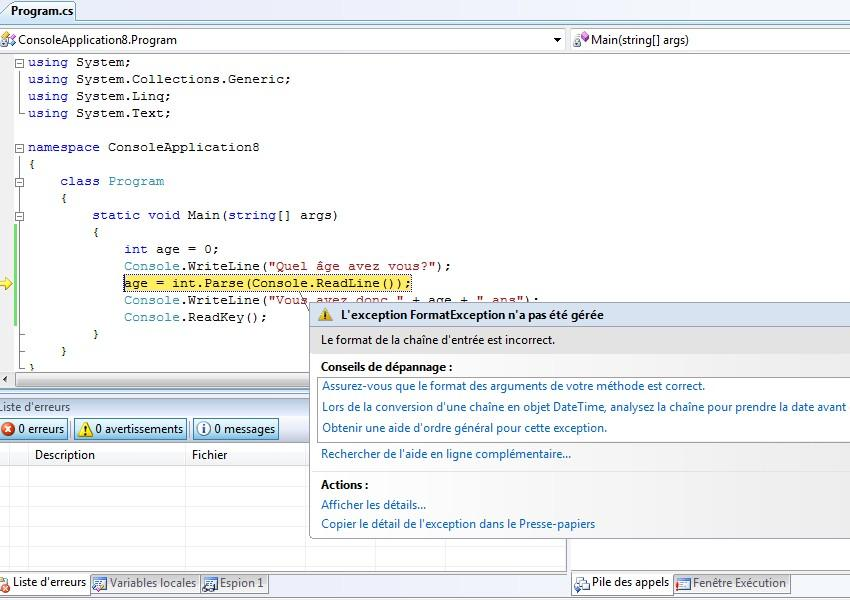 Program.cs
ConsoleApplication8.Program
Main(string[] args)
using System;
using System.Collections.Generic;
using System.Linq;
using System.Text;
namespace ConsoleApplication8
{
class Program
{
static void Main(string[] args)
{
int age = 0;
Console.WriteLine("Quel âge avez vous?");
age = int.Parse(Console.ReadLine());
Console.WriteLine("Vous avez donc " + age + " ans");
Console.ReadKey();
}
}
}
L'exception FormatException n'a pas été gérée
Le format de la chaîne d'entrée est incorrect.
Conseils de dépannage :
Assurez-vous que le format des arguments de votre méthode est correct.
Lors de la conversion d'une chaîne en objet DateTime, analysez la chaîne pour prendre la date avant
Obtenir une aide d'ordre général pour cette exception.
Rechercher de l'aide en ligne complémentaire...
Actions :
Afficher les détails...
Copier le détail de l'exception dans le Presse-papiers
Liste d'erreurs
0 erreurs
0 avertissements
0 messages
Description
Fichier
Liste d'erreurs
Variables locales
Espion 1
Pile des appels
Fenêtre Exécution